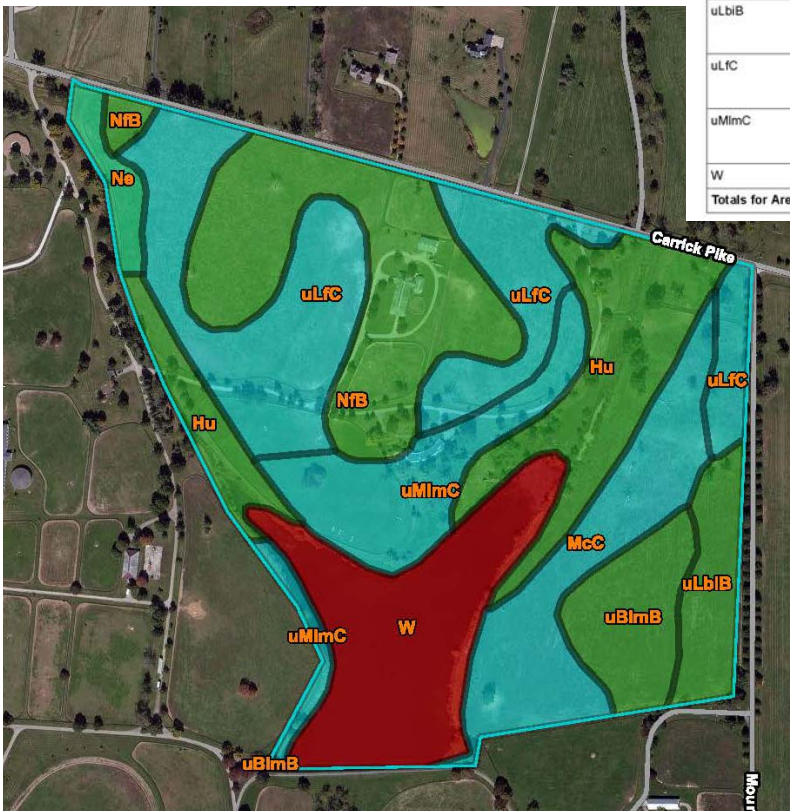 uLbiB
uLfC
uMlmC
W
Totals for Are
NfB
Ne
Carrick Pike
uLfC
uLfC
Hu
uLfC
NfB
Hu
uMlmC
McC
uLbiB
uBlmB
W
uMlmC
uBlmB
Mour